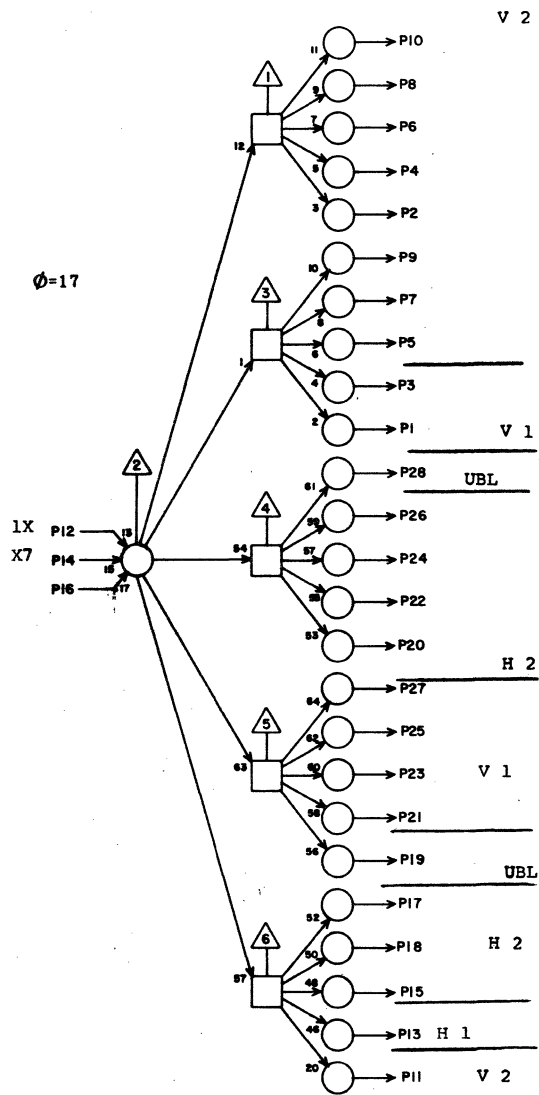 V 2
11 P10
1
9 P8
7 P6
12
5 P4
3 P2
10 P9
Ø=17
3
8 P7
6 P5
1
4 P3
2 P1 V 1
2
61 P28
UBL
4
59 P26
1X P12 13
54 57 P24
X7 P14 15
P16 17
55 P22
53 P20
H 2
64 P27
5
62 P25
63 60 P23 V 1
58 P21
56 P19
UBL
52 P17
6
50 P18 H 2
57 48 P15
46 P13 H 1
20 P11 V 2